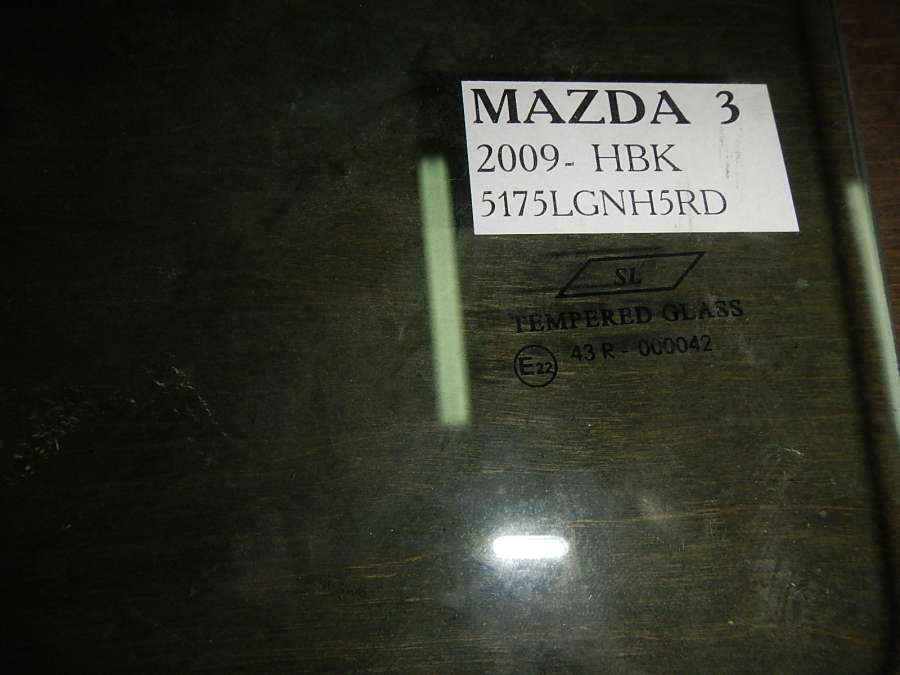 MAZDA 3
2009- HBK
5175LGNH5RD
SL
TEMPERED GLASS
E22 43 R - 000042